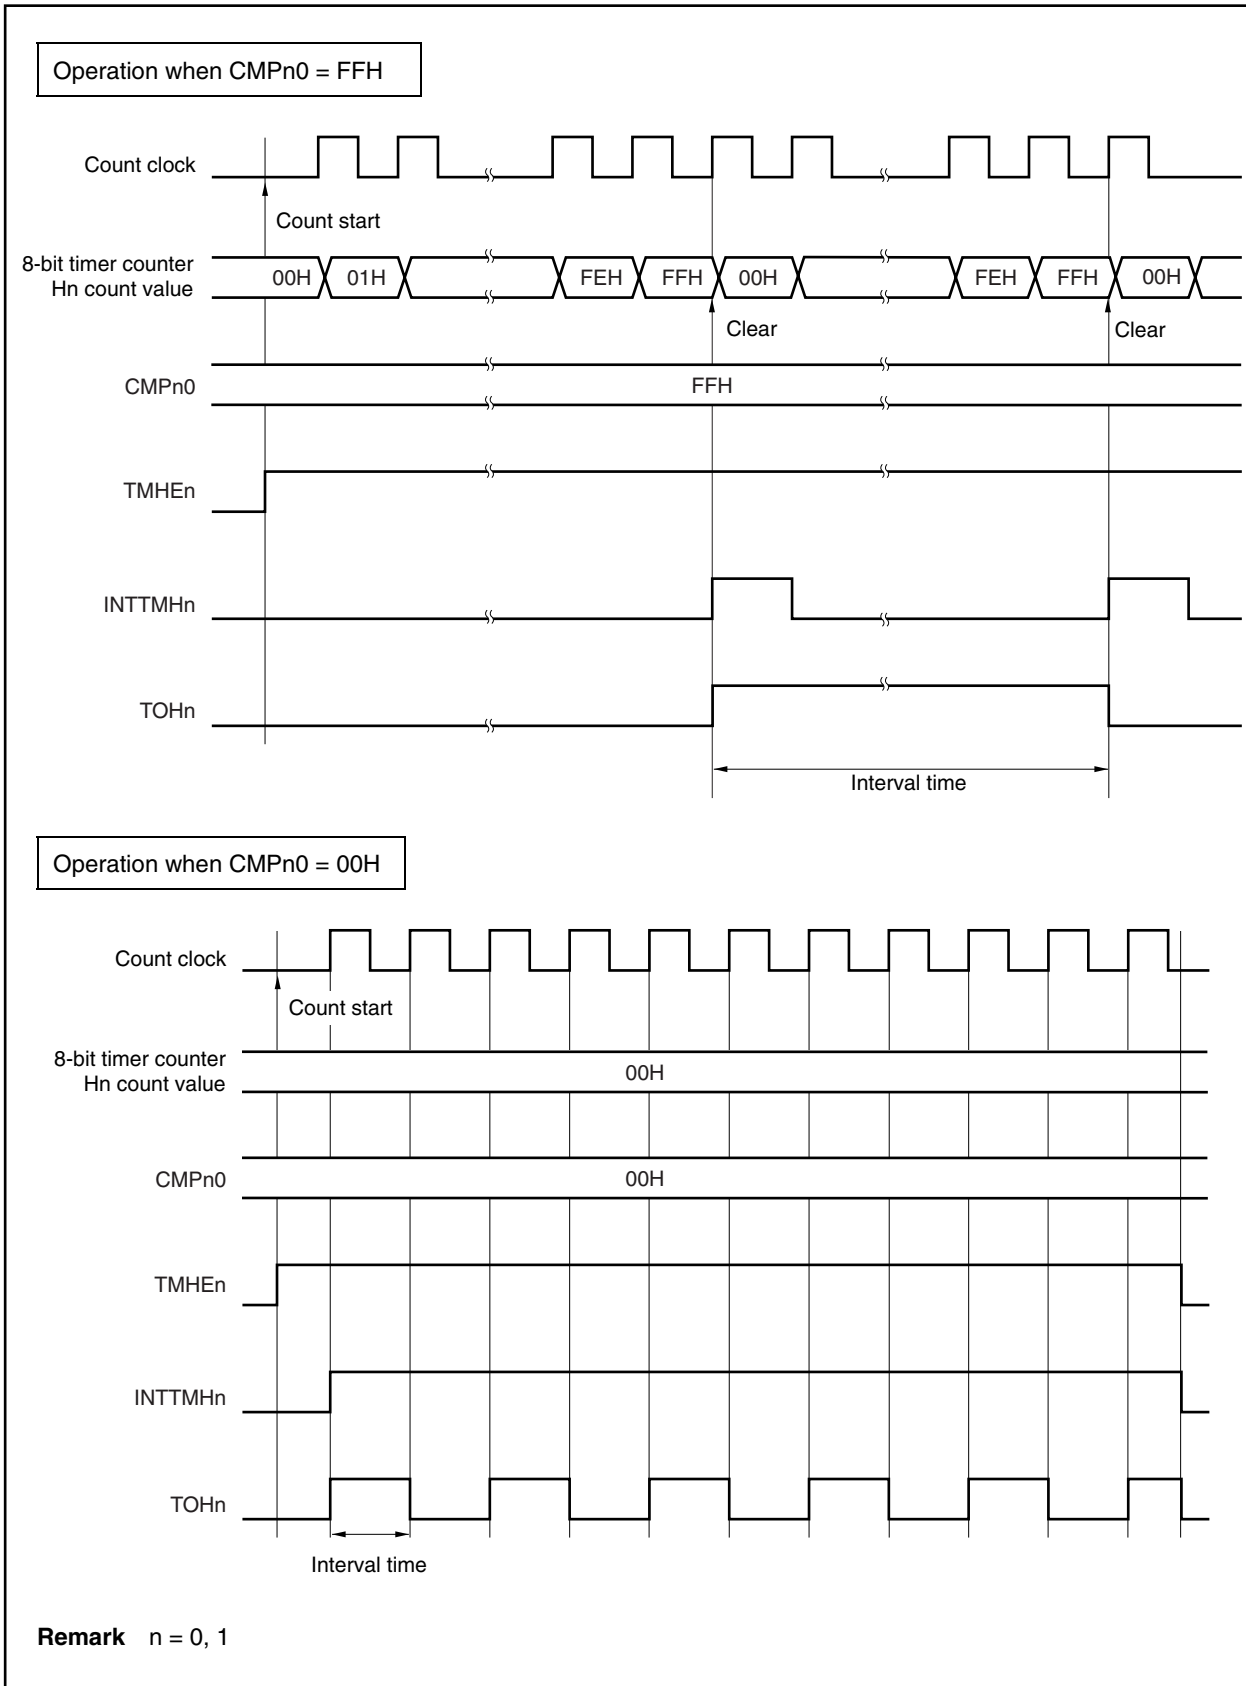 Operation when CMPn0 = FFH
Count clock
Count start
8-bit timer counter
Hn count value
00H 01H FEH FFH 00H FEH FFH 00H
Clear Clear
CMPn0 FFH
TMHEn
INTTMHn
TOHn
Interval time
Operation when CMPn0 = 00H
Count clock
Count start
8-bit timer counter
Hn count value
00H
CMPn0 00H
TMHEn
INTTMHn
TOHn
Interval time
Remark n = 0, 1